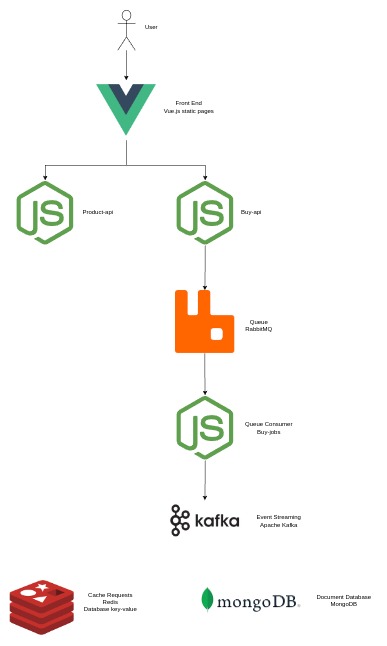 User
Front End
Vue.js static pages
JS
Product-api
JS
Buy-api
Queue
RabbitMQ
JS
Queue Consumer
Buy-jobs
kafka
Event Streaming
Apache Kafka
Cache Requests
Redis
Database key-value
mongoDB.
Document Database
MongoDB